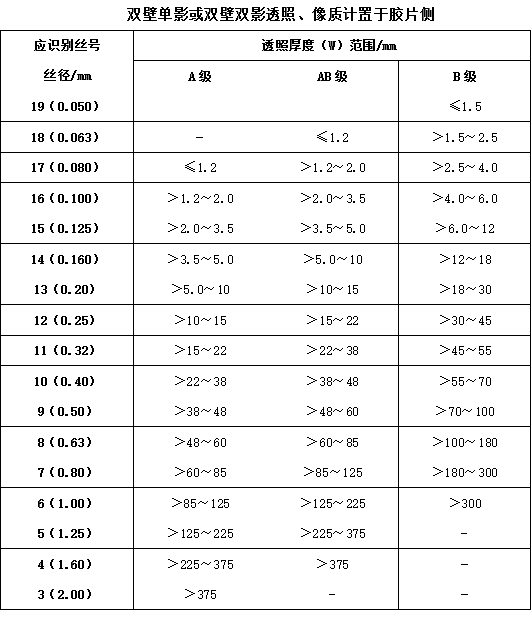 双壁单影或双壁双影透照、像质计置于胶片侧
应识别丝号 透照厚度（W）范围/mm
丝径/mm A 级 AB 级 B 级
19（0.050） ≤1.5
18（0.063） － ≤1.2 ＞1.5～2.5
17（0.080） ≤1.2 ＞1.2～2.0 ＞2.5～4.0
16（0.100） ＞1.2～2.0 ＞2.0～3.5 ＞4.0～6.0
15（0.125） ＞2.0～3.5 ＞3.5～5.0 ＞6.0～12
14（0.160） ＞3.5～5.0 ＞5.0～10 ＞12～18
13（0.20） ＞5.0～10 ＞10～15 ＞18～30
12（0.25） ＞10～15 ＞15～22 ＞30～45
11（0.32） ＞15～22 ＞22～38 ＞45～55
10（0.40） ＞22～38 ＞38～48 ＞55～70
9（0.50） ＞38～48 ＞48～60 ＞70～100
8（0.63） ＞48～60 ＞60～85 ＞100～180
7（0.80） ＞60～85 ＞85～125 ＞180～300
6（1.00） ＞85～125 ＞125～225 ＞300
5（1.25） ＞125～225 ＞225～375 －
4（1.60） ＞225～375 ＞375 －
3（2.00） ＞375 － －